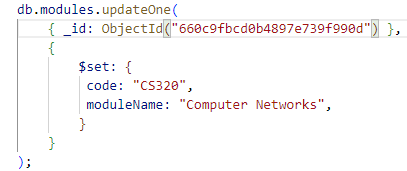 db.modules.updateOne(
    { _id: ObjectId("660c9fbcd0b4897e739f990d") },
    {
        $set: {
         code: "CS320",
         moduleName: "Computer Networks",
        }
    }
);